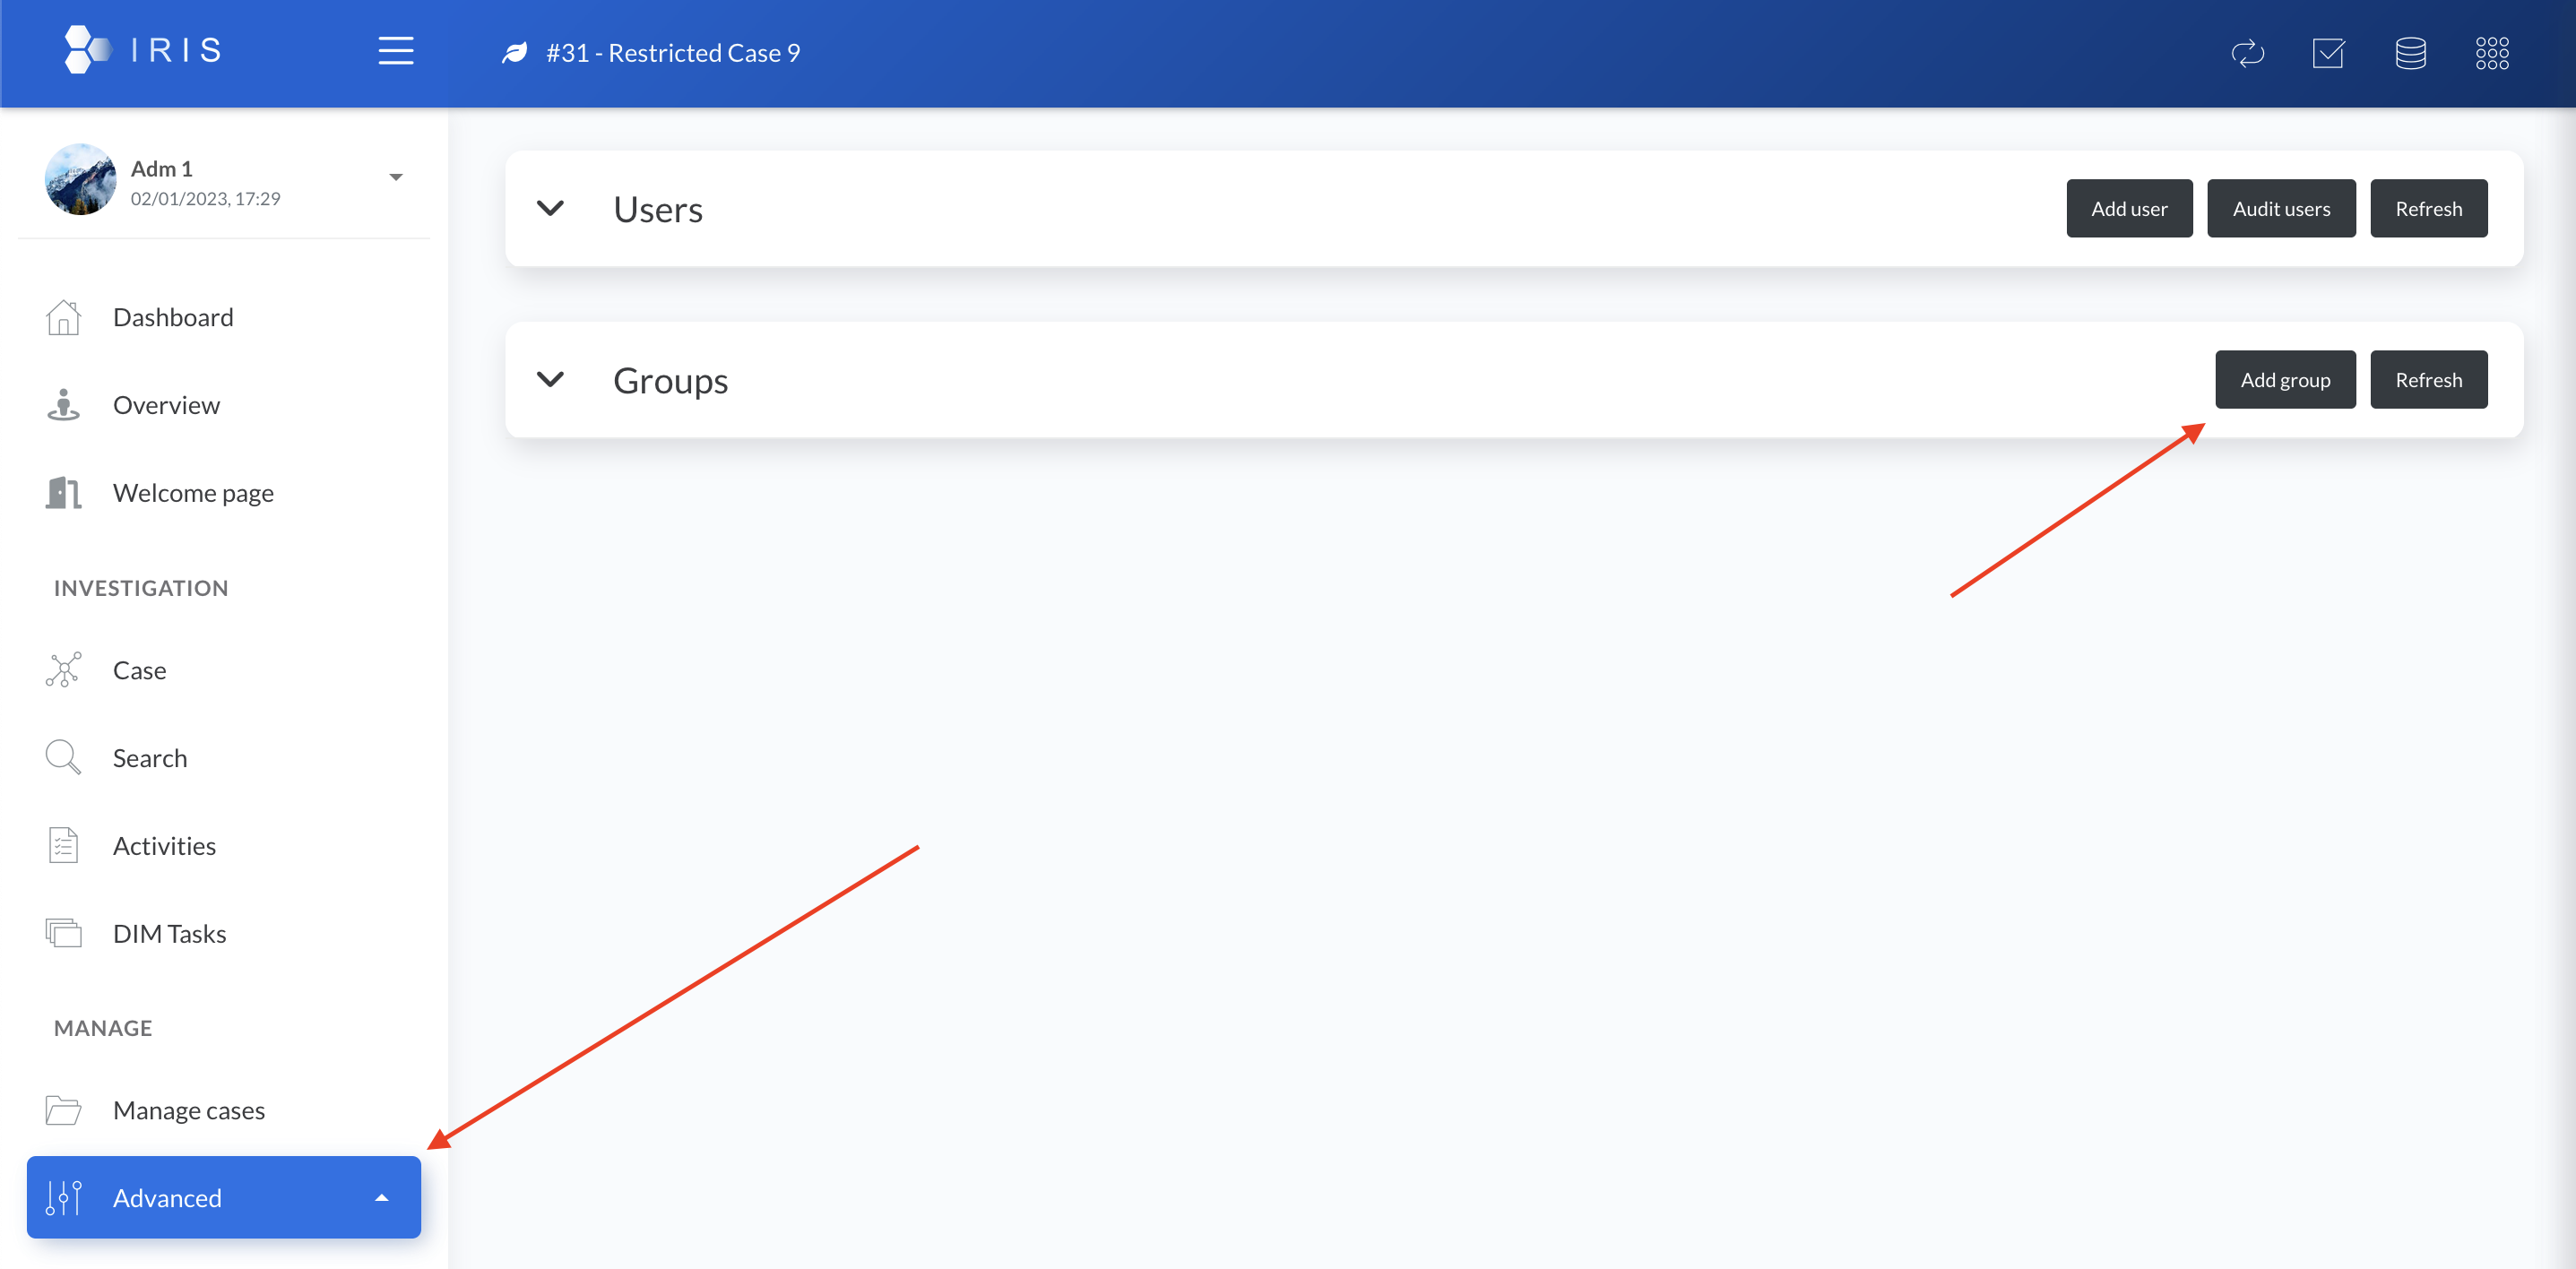 IRIS
#31 - Restricted Case 9
Adm 1
02/01/2023, 17:29
Dashboard
Overview
Welcome page
INVESTIGATION
Case
Search
Activities
DIM Tasks
MANAGE
Manage cases
Advanced
Users
Add user
Audit users
Refresh
Groups
Add group
Refresh